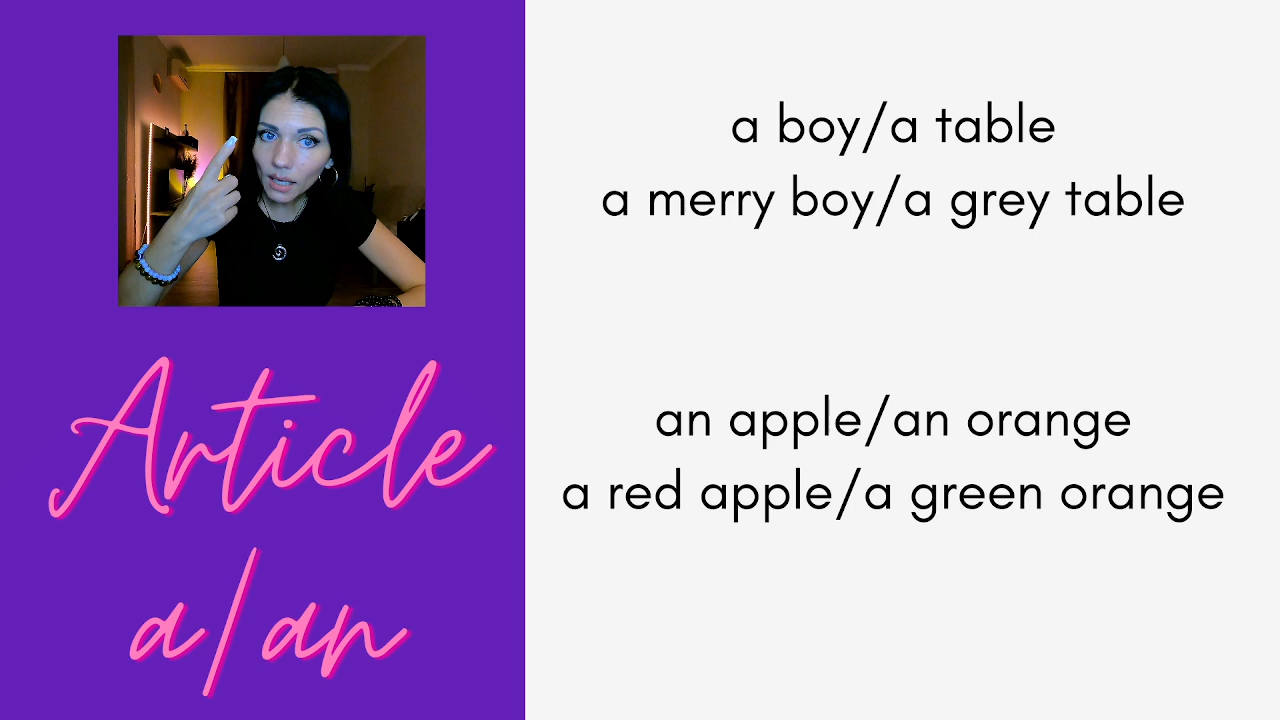 Article
a/an
a boy/a table
a merry boy/a grey table
an apple/an orange
a red apple/a green orange